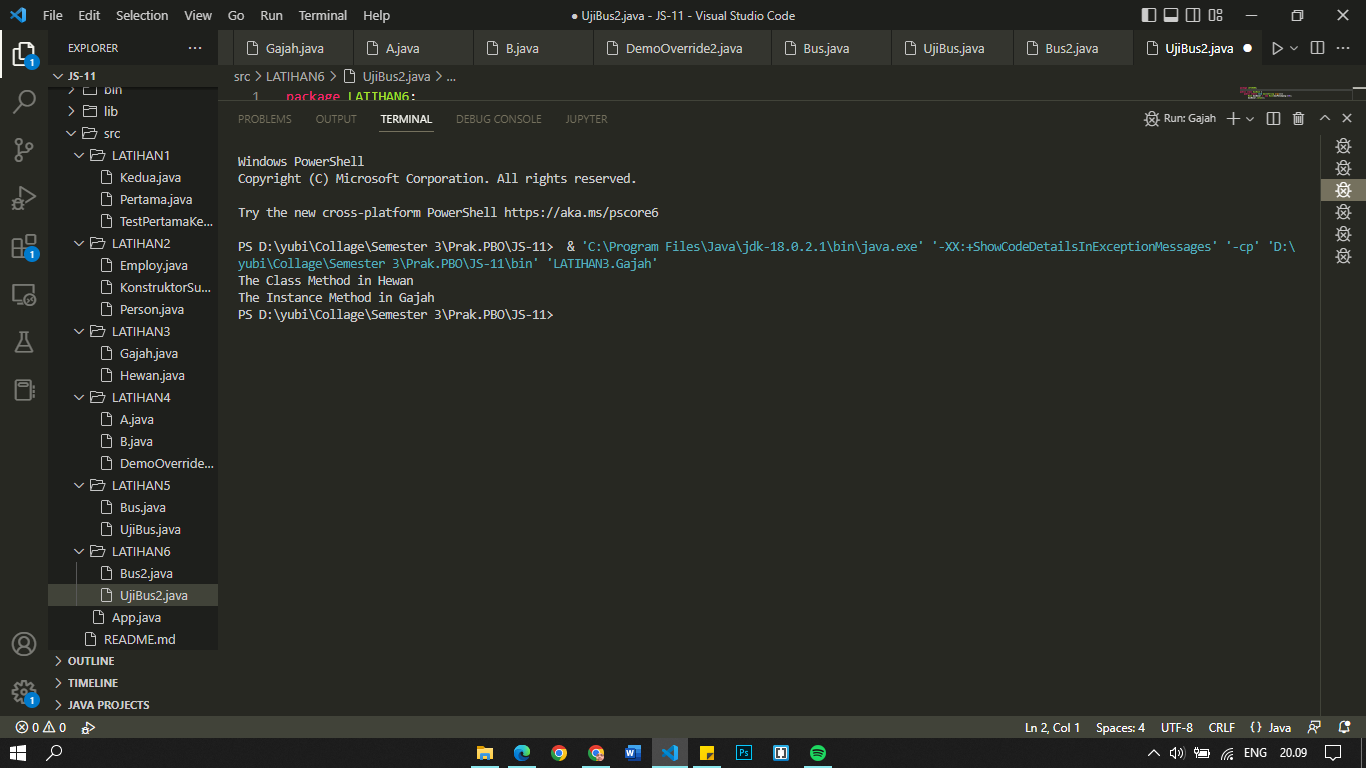 File Edit Selection View Go Run Terminal Help
● UjiBus2.java - JS-11 - Visual Studio Code
EXPLORER
Gajah.java
A.java
B.java
DemoOverride2.java
Bus.java
UjiBus.java
Bus2.java
UjiBus2.java
JS-11
bin
lib
src
LATIHAN1
Kedua.java
Pertama.java
TestPertamaKe...
LATIHAN2
Employ.java
KonstruktorSu...
Person.java
LATIHAN3
Gajah.java
Hewan.java
LATIHAN4
A.java
B.java
DemoOverride...
LATIHAN5
Bus.java
UjiBus.java
LATIHAN6
Bus2.java
UjiBus2.java
App.java
README.md
OUTLINE
TIMELINE
JAVA PROJECTS
src > LATIHAN6 > UjiBus2.java > ...
1 package LATIHAN6;
PROBLEMS OUTPUT TERMINAL DEBUG CONSOLE JUPYTER
Run: Gajah
Windows PowerShell
Copyright (C) Microsoft Corporation. All rights reserved.
Try the new cross-platform PowerShell https://aka.ms/pscore6
PS D:\yubi\Collage\Semester 3\Prak.PBO\JS-11> & 'C:\Program Files\Java\jdk-18.0.2.1\bin\java.exe' '-XX:+ShowCodeDetailsInExceptionMessages' '-cp' 'D:\
yubi\Collage\Semester 3\Prak.PBO\JS-11\bin' 'LATIHAN3.Gajah'
The Class Method in Hewan
The Instance Method in Gajah
PS D:\yubi\Collage\Semester 3\Prak.PBO\JS-11>
1
1
1
0 0
Ln 2, Col 1 Spaces: 4 UTF-8 CRLF { } Java
ENG 20.09